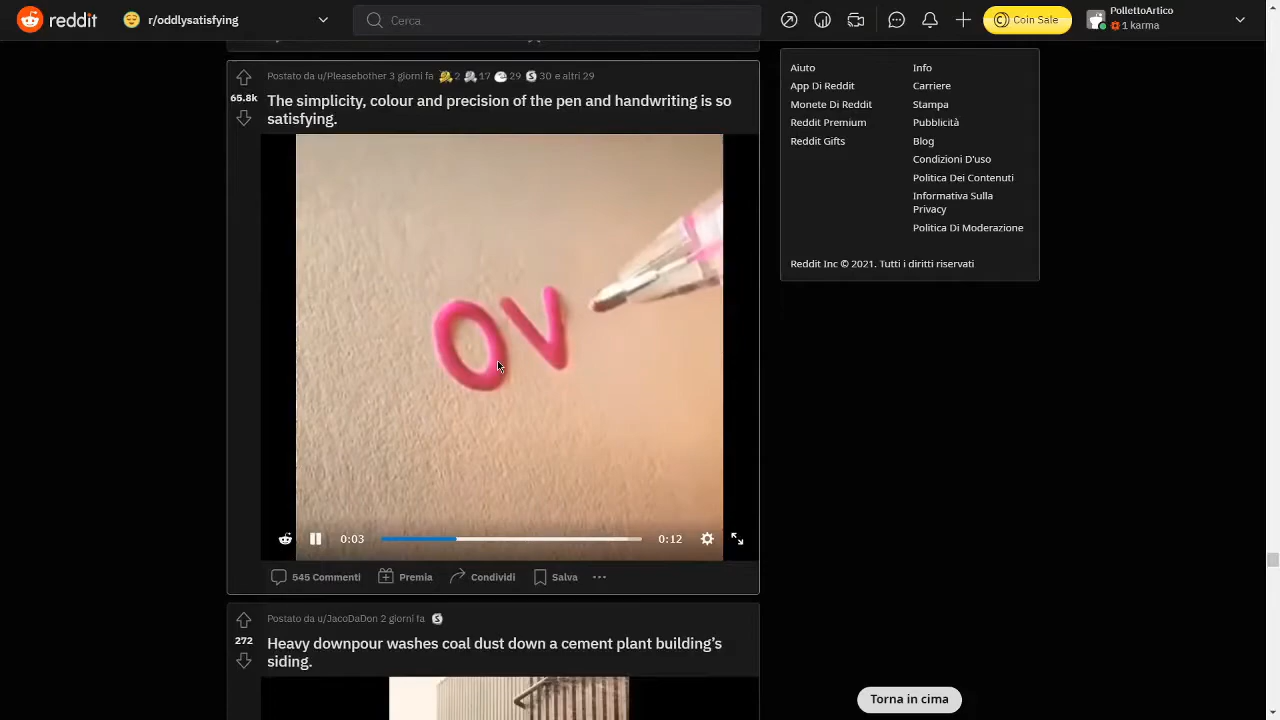 reddit
r/oddlysatisfying
Cerca
Coin Sale
PollettoArtico
1 karma
Postato da u/Pleasebother 3 giorni fa 2 17 29 S 30 e altri 29
65.8k
The simplicity, colour and precision of the pen and handwriting is so
satisfying.
OV
0:03
0:12
545 Commenti
Premia
Condividi
Salva
Postato da u/JacoDaDon 2 giorni fa S
272
Heavy downpour washes coal dust down a cement plant building's
siding.
Aiuto
App Di Reddit
Monete Di Reddit
Reddit Premium
Reddit Gifts
Info
Carriere
Stampa
Pubblicità
Blog
Condizioni D'uso
Politica Dei Contenuti
Informativa Sulla
Privacy
Politica Di Moderazione
Reddit Inc © 2021. Tutti i diritti riservati
Torna in cima